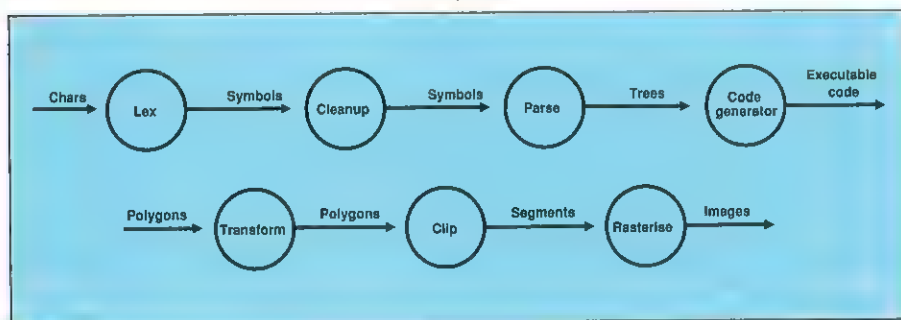 Chars
Lex
Symbols
Cleanup
Symbols
Parse
Trees
Code
generator
Executable
code
Polygons
Transform
Polygons
Clip
Segments
Rasterise
Images